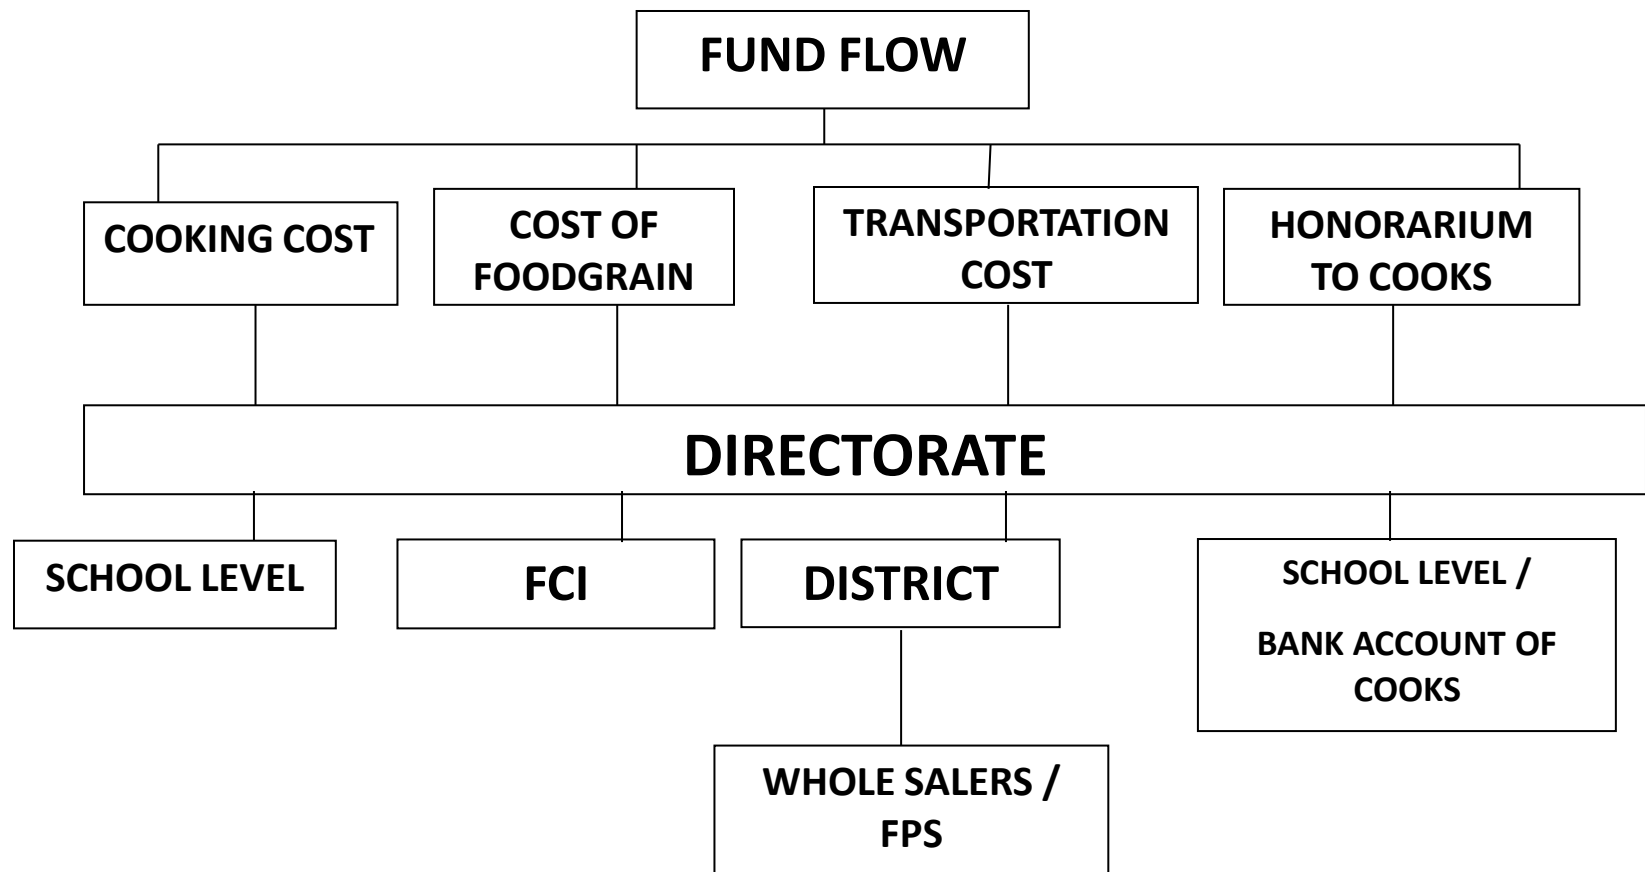 FUND FLOW
COOKING COST
COST OF
FOODGRAIN
TRANSPORTATION
COST
HONORARIUM
TO COOKS
DIRECTORATE
SCHOOL LEVEL
FCI
DISTRICT
SCHOOL LEVEL /
BANK ACCOUNT OF
COOKS
WHOLE SALERS /
FPS